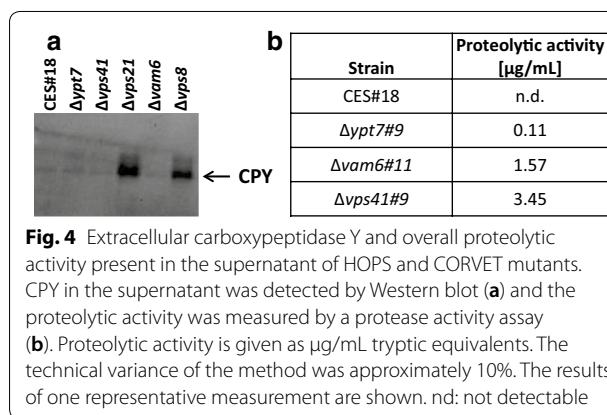 a
CES#18
Δypt7
Δvps41
Δvps21
Δvam6
Δvps8
← CPY
b
Strain
Proteolytic activity
[µg/mL]
CES#18 n.d.
Δypt7#9 0.11
Δvam6#11 1.57
Δvps41#9 3.45
Fig. 4 Extracellular carboxypeptidase Y and overall proteolytic
activity present in the supernatant of HOPS and CORVET mutants.
CPY in the supernatant was detected by Western blot (a) and the
proteolytic activity was measured by a protease activity assay
(b). Proteolytic activity is given as µg/mL tryptic equivalents. The
technical variance of the method was approximately 10%. The results
of one representative measurement are shown. nd: not detectable